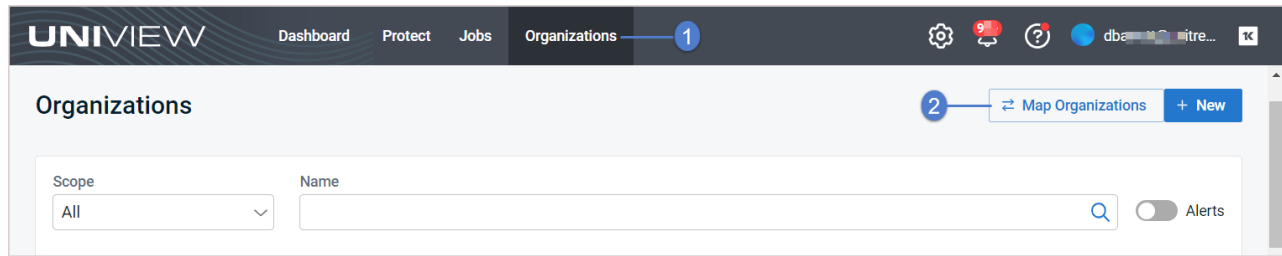 UNIVIEW Dashboard Protect Jobs Organizations 1 9
Organizations 2 Map Organizations + New
Scope Name
All Alerts